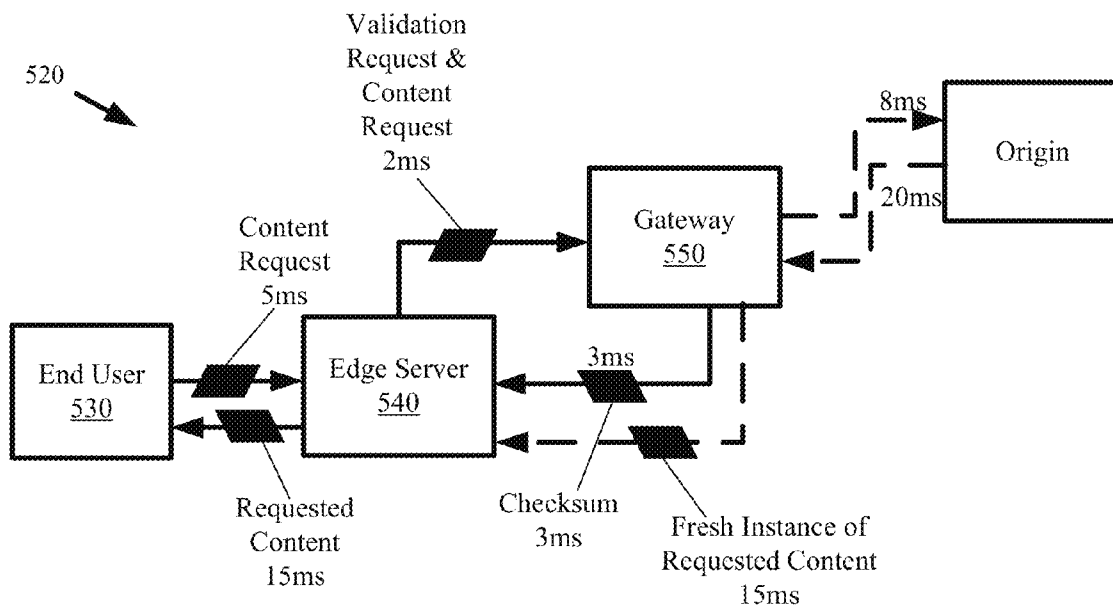 520
Validation
Request &
Content
Request
2ms
8ms
Origin
20ms
Gateway
550
Content
Request
5ms
End User
530
Edge Server
540
3ms
Requested
Content
15ms
Checksum
3ms
Fresh Instance of
Requested Content
15ms